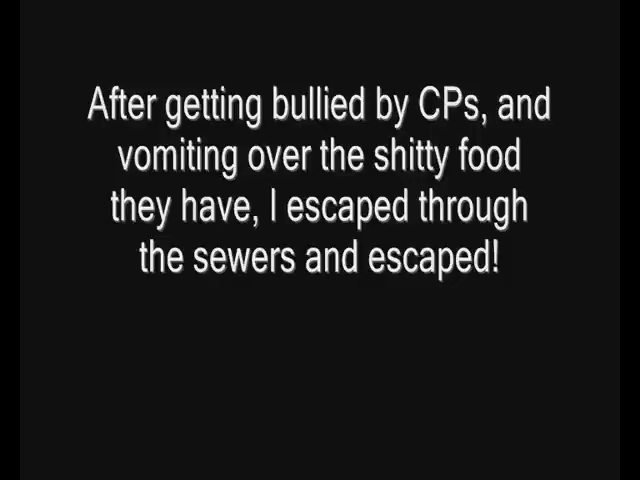 After getting bullied by CPs, and
vomiting over the shitty food
they have, I escaped through
the sewers and escaped!